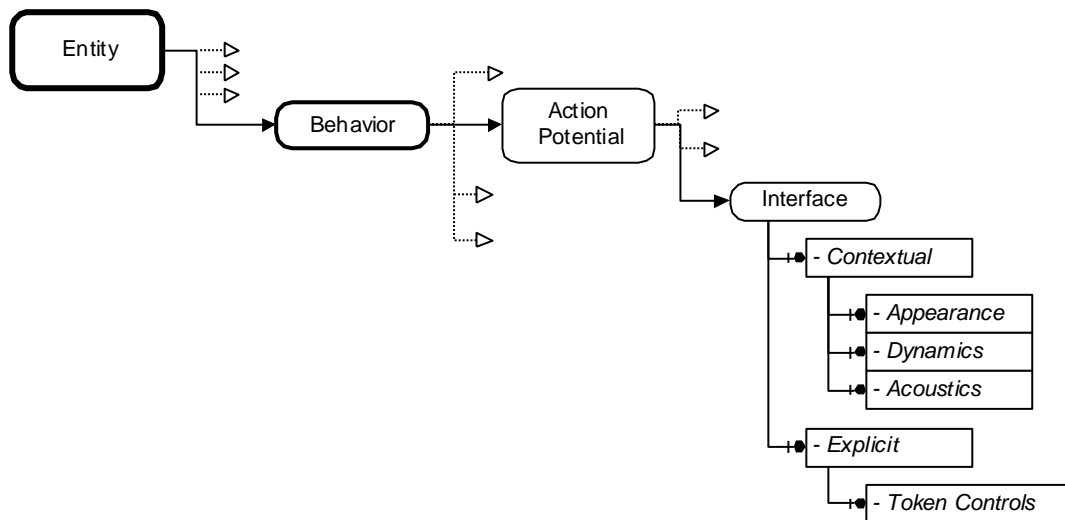 Entity
Behavior
Action
Potential
Interface
- Contextual
- Appearance
- Dynamics
- Acoustics
- Explicit
- Token Controls